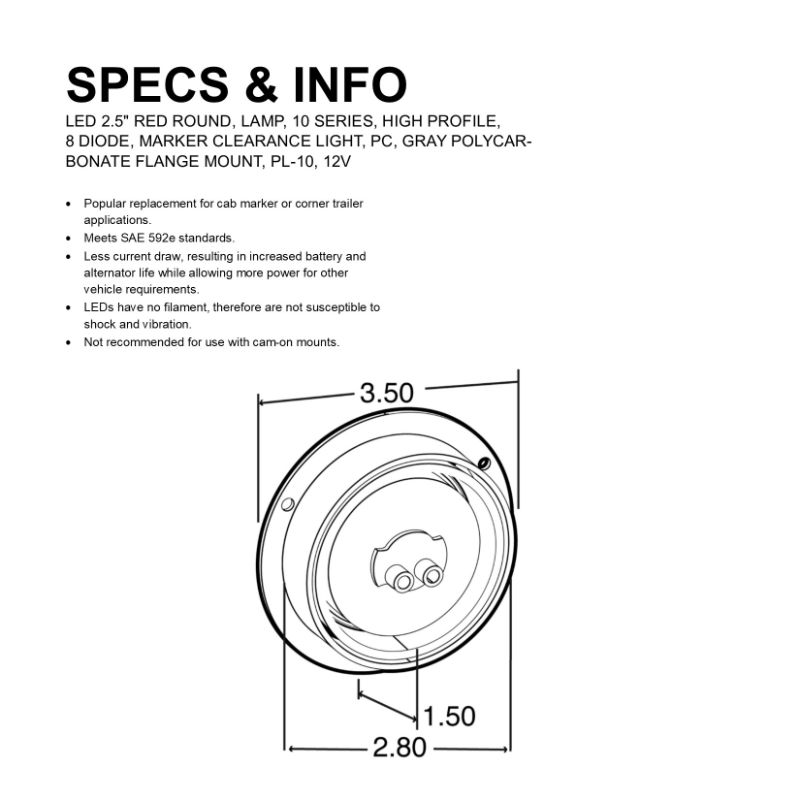 SPECS & INFO
LED 2.5" RED ROUND, LAMP, 10 SERIES, HIGH PROFILE,
8 DIODE, MARKER CLEARANCE LIGHT, PC, GRAY POLYCAR-
BONATE FLANGE MOUNT, PL-10, 12V
• Popular replacement for cab marker or corner trailer
applications.
• Meets SAE 592e standards.
• Less current draw, resulting in increased battery and
alternator life while allowing more power for other
vehicle requirements.
• LEDs have no filament, therefore are not susceptible to
shock and vibration.
• Not recommended for use with cam-on mounts.
3.50
1.50
2.80